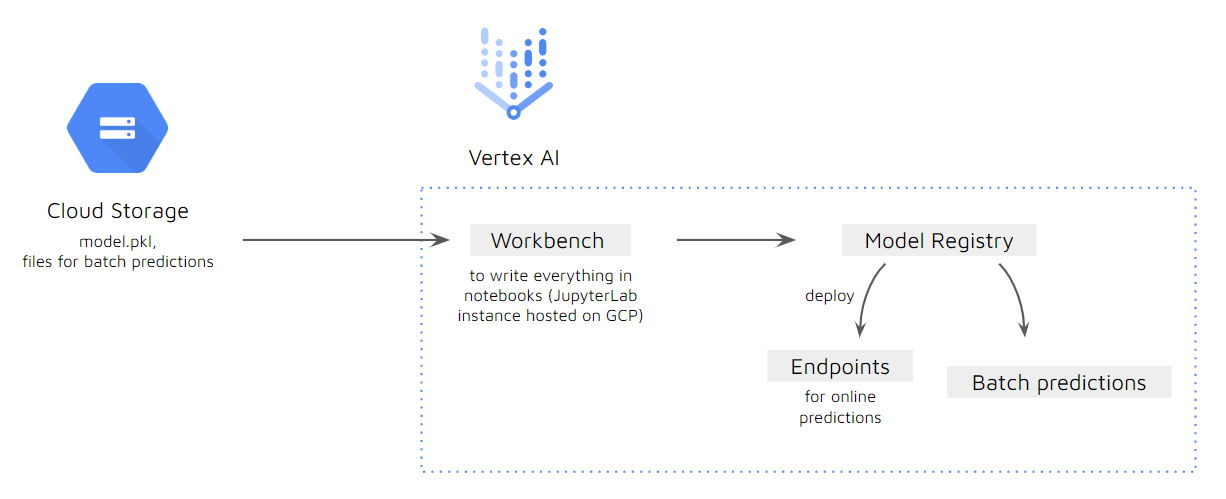 Vertex AI
Cloud Storage
model.pkl,
files for batch predictions
Workbench
to write everything in
notebooks (JupyterLab
instance hosted on GCP)
Model Registry
deploy
Endpoints
for online
predictions
Batch predictions